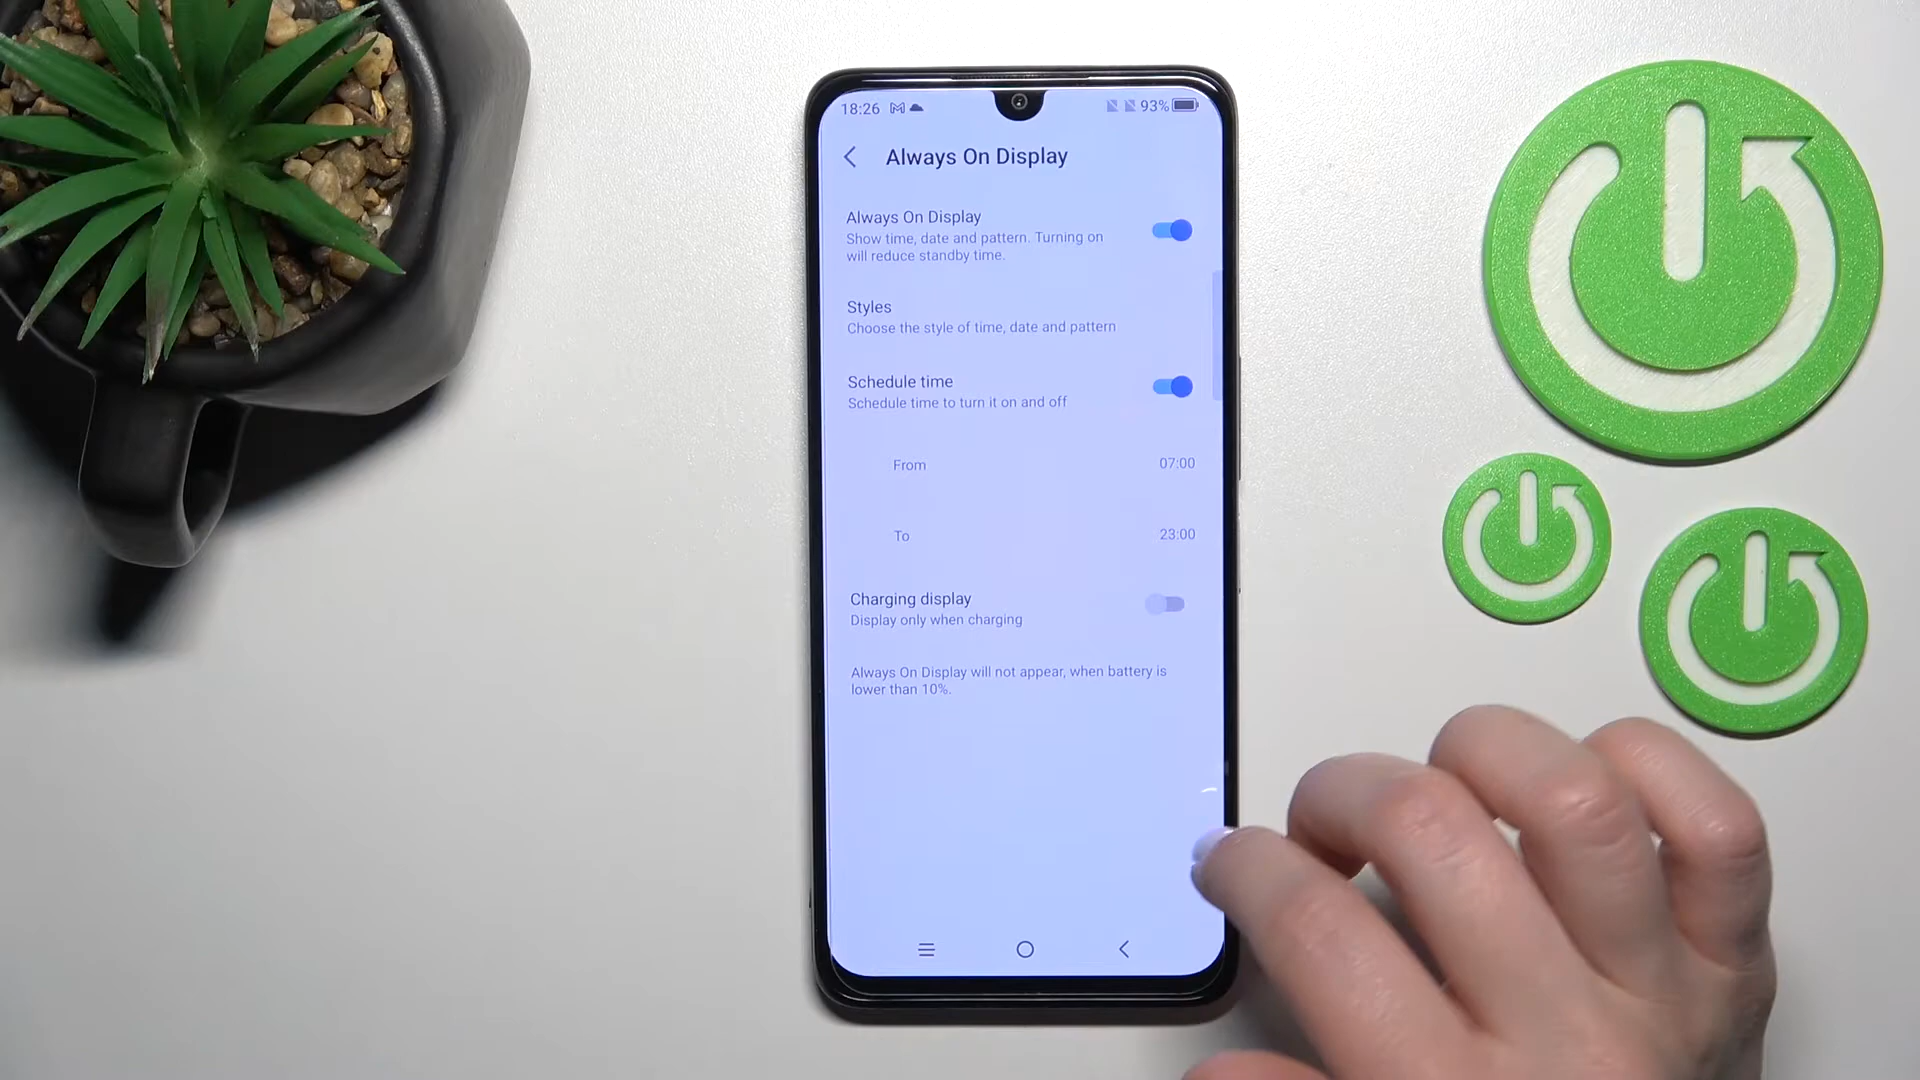 18:26 93%
Always On Display
Always On Display
Show time, date and pattern. Turning on
will reduce standby time.
Styles
Choose the style of time, date and pattern
Schedule time
Schedule time to turn it on and off
From 07:00
To 23:00
Charging display
Display only when charging
Always On Display will not appear, when battery is
lower than 10%.